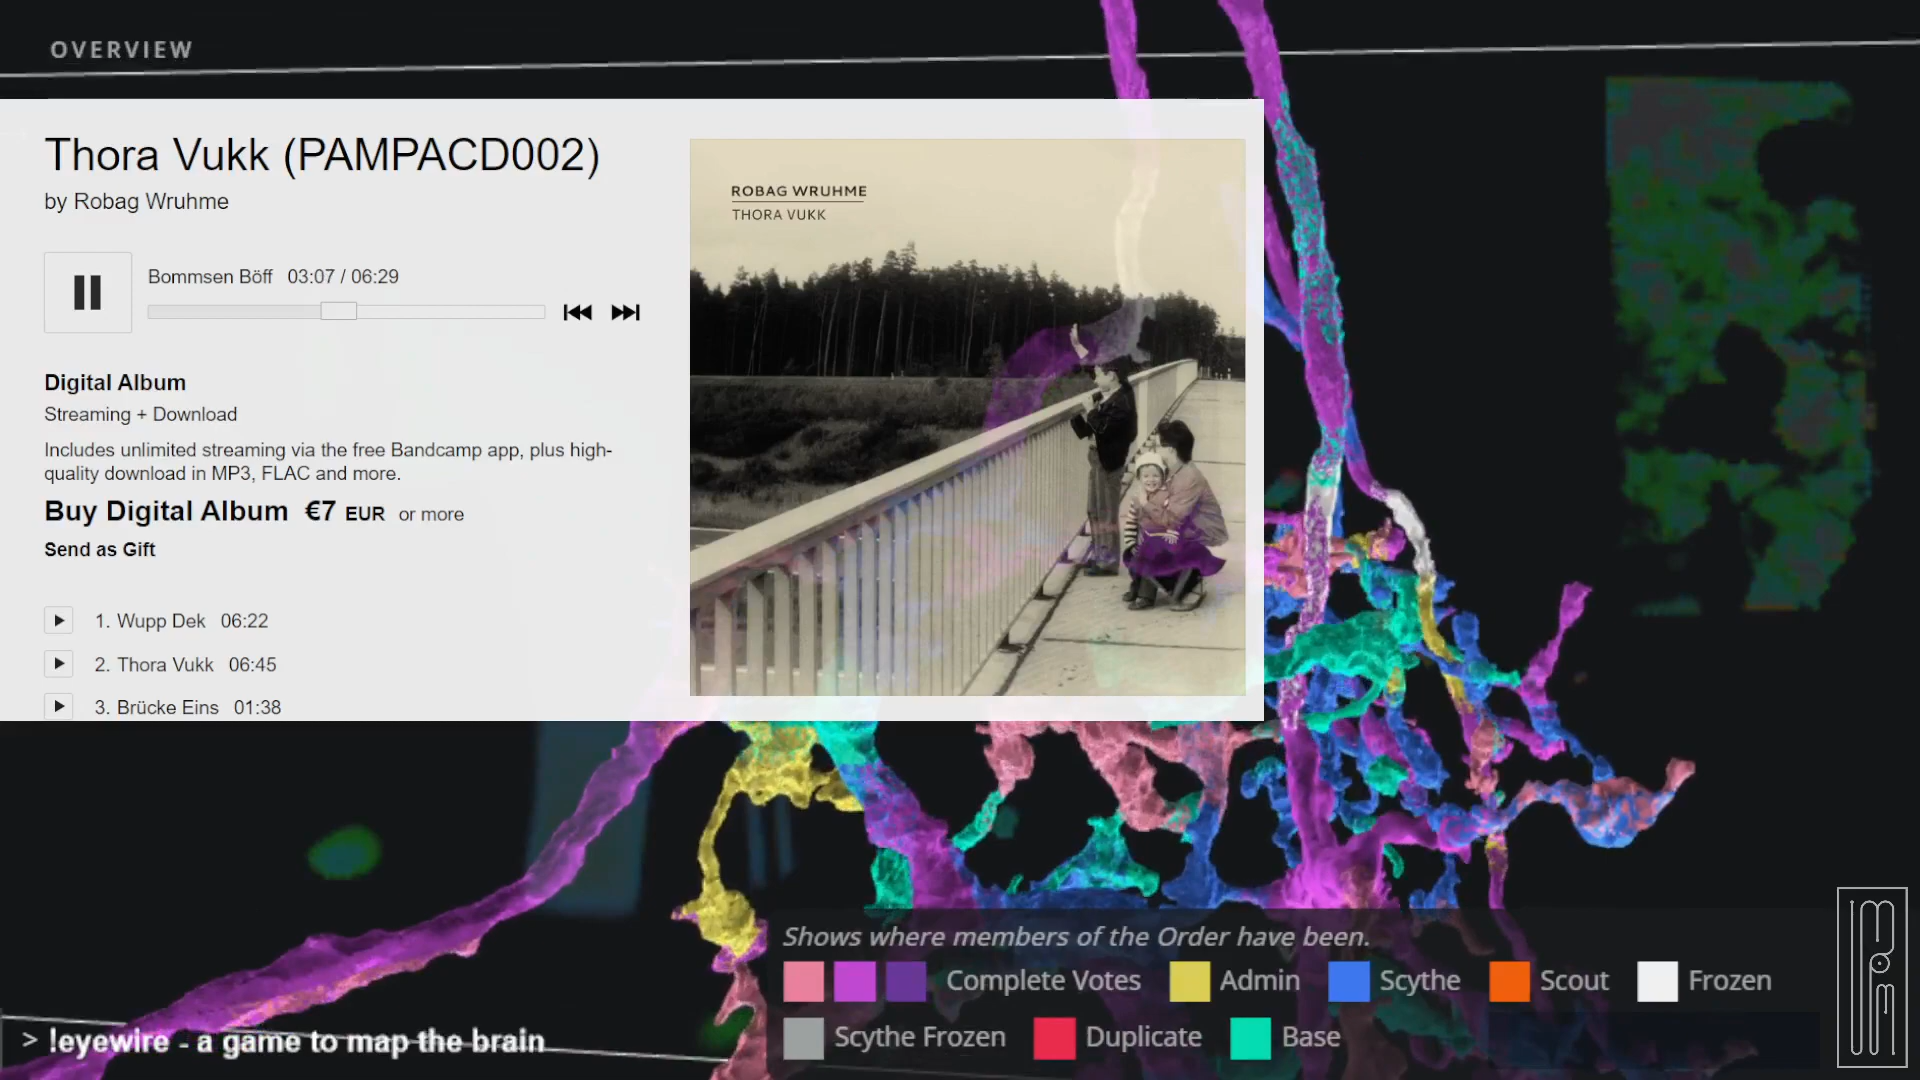 OVERVIEW
Thora Vukk (PAMPACD002)
by Robag Wruhme
Bommsen Böff 03:07 / 06:29
Digital Album
Streaming + Download
Includes unlimited streaming via the free Bandcamp app, plus high-
quality download in MP3, FLAC and more.
Buy Digital Album €7 EUR or more
Send as Gift
1. Wupp Dek 06:22
2. Thora Vukk 06:45
3. Brücke Eins 01:38
ROBAG WRUHME
THORA VUKK
Shows where members of the Order have been.
Complete Votes Admin Scythe Scout Frozen
Scythe Frozen Duplicate Base
> !eyewire - a game to map the brain